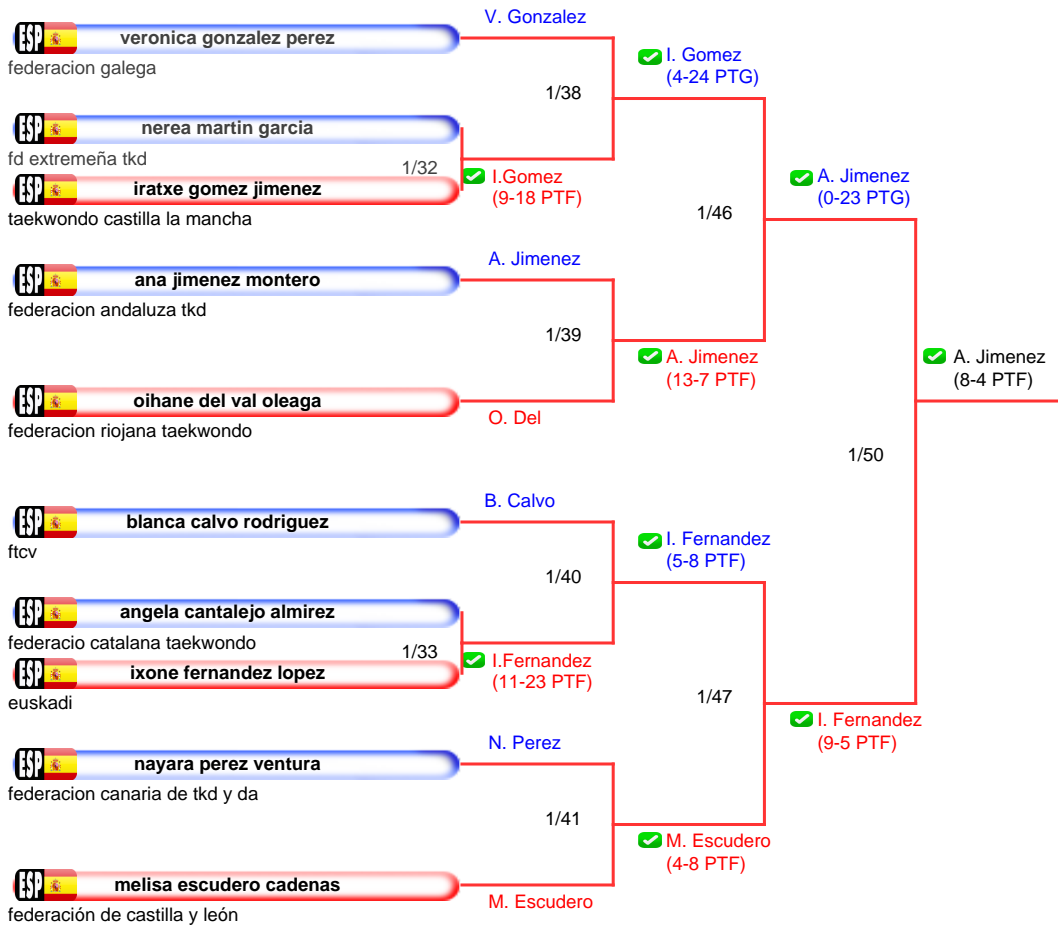 V. Gonzalez
ESP veronica gonzalez perez
federacion galega
I. Gomez
(4-24 PTG)
1/38
ESP nerea martin garcia
fd extremeña tkd
1/32
I.Gomez
(9-18 PTF)
ESP iratxe gomez jimenez
taekwondo castilla la mancha
A. Jimenez
(0-23 PTG)
1/46
A. Jimenez
ESP ana jimenez montero
federacion andaluza tkd
1/39
A. Jimenez
(13-7 PTF)
A. Jimenez
(8-4 PTF)
ESP oihane del val oleaga
O. Del
federacion riojana taekwondo
1/50
B. Calvo
ESP blanca calvo rodriguez
ftcv
I. Fernandez
(5-8 PTF)
1/40
ESP angela cantalejo almirez
federacio catalana taekwondo
1/33
I.Fernandez
(11-23 PTF)
ESP ixone fernandez lopez
euskadi
1/47
I. Fernandez
(9-5 PTF)
N. Perez
ESP nayara perez ventura
federacion canaria de tkd y da
1/41
M. Escudero
(4-8 PTF)
ESP melisa escudero cadenas
M. Escudero
federación de castilla y león